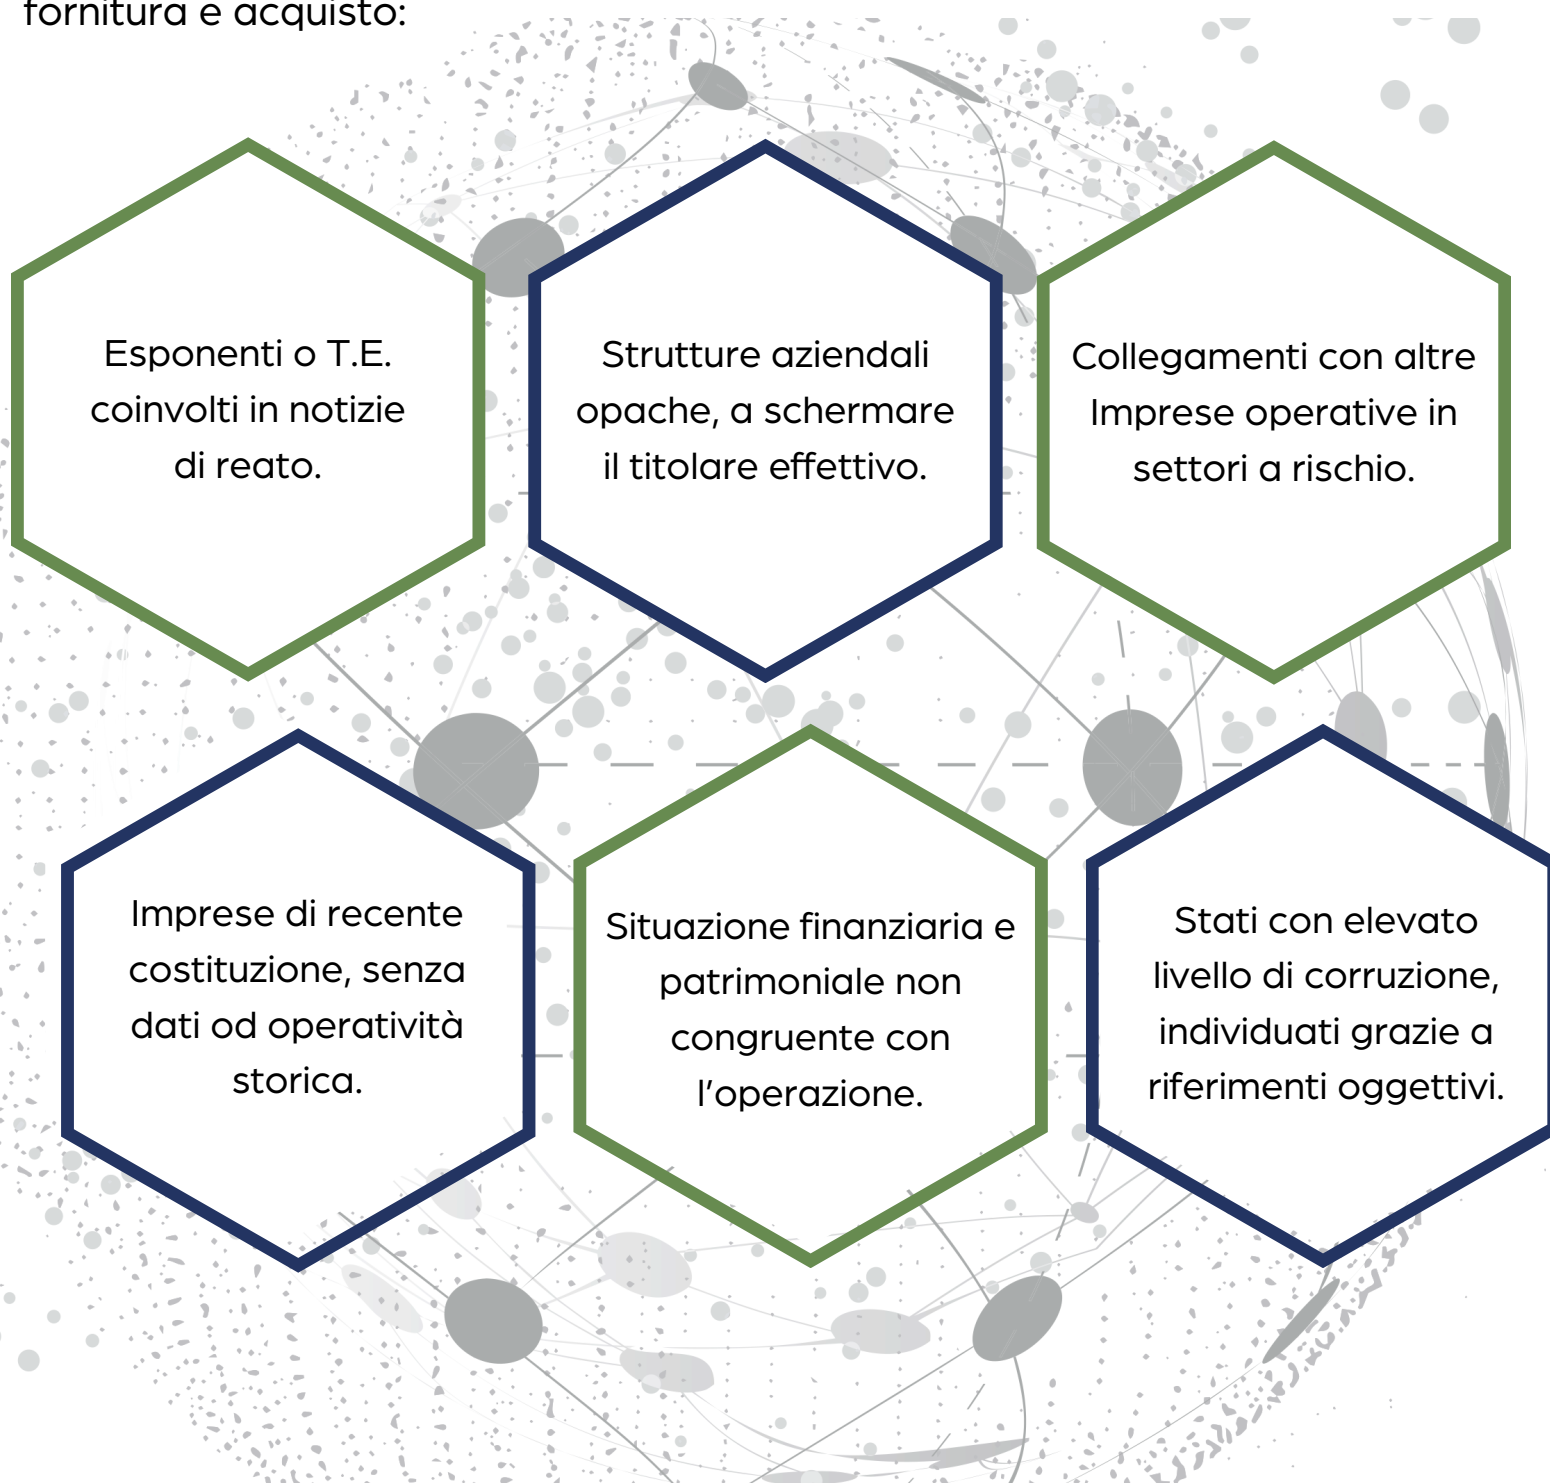 fornitura e acquisto:
Esponenti o T.E.
coinvolti in notizie
di reato.
Strutture aziendali
opache, a schermare
il titolare effettivo.
Collegamenti con altre
Imprese operative in
settori a rischio.
Imprese di recente
costituzione, senza
dati od operatività
storica.
Situazione finanziaria e
patrimoniale non
congruente con
l’operazione.
Stati con elevato
livello di corruzione,
individuati grazie a
riferimenti oggettivi.